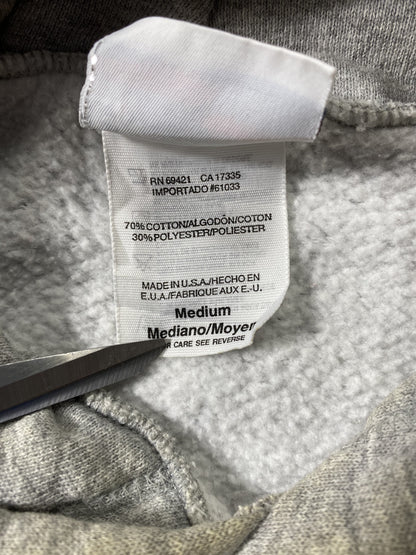 RN 69421 CA 17335
IMPORTADO #61033
70% COTTON/ALGODÓN/COTON
30% POLYESTER/POLIESTER
MADE IN U.S.A./HECHO EN
E.U.A./FABRIQUE AUX E.-U.
Medium
Mediano/Moyen
FOR CARE SEE REVERSE